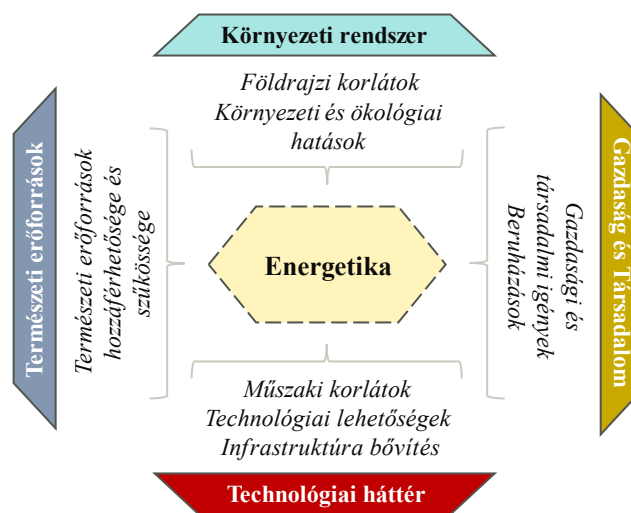 Környezeti rendszer
Földrajzi korlátok
Környezeti és ökológiai
hatások
Természeti erőforrások
Természeti erőforrások
hozzáférhetősége és
szűkössége
Energetika
Gazdasági és
társadalmi igények
Beruházások
Gazdaság és Társadalom
Műszaki korlátok
Technológiai lehetőségek
Infrastruktúra bővítés
Technológiai háttér